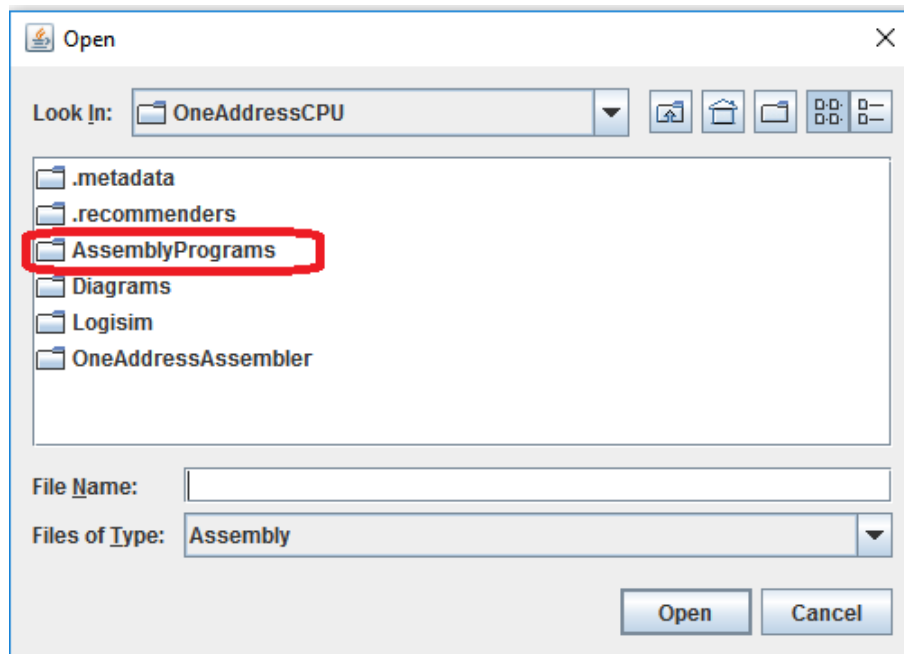 Open
Look In: OneAddressCPU
.metadata
.recommenders
AssemblyPrograms
Diagrams
Logisim
OneAddressAssembler
File Name:
Files of Type: Assembly
Open Cancel